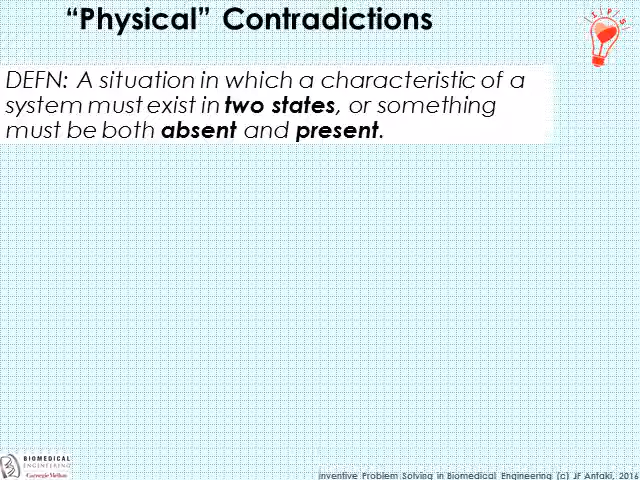 “Physical” Contradictions
I P S
DEFN: A situation in which a characteristic of a
system must exist in two states, or something
must be both absent and present.
BIOMEDICAL
ENGINEERING
Carnegie Mellon
Inventive Problem Solving in Biomedical Engineering (c) JF Antaki, 2016